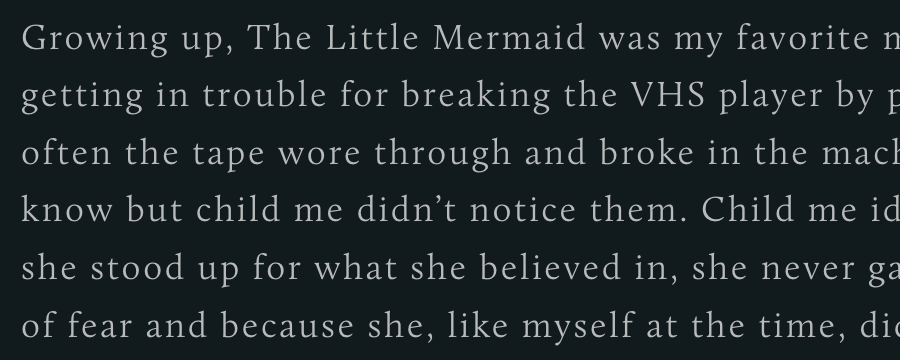 Growing up, The Little Mermaid was my favorite
getting in trouble for breaking the VHS player by
often the tape wore through and broke in the
know but child me didn’t notice them. Child me
she stood up for what she believed in, she never
of fear and because she, like myself at the time,